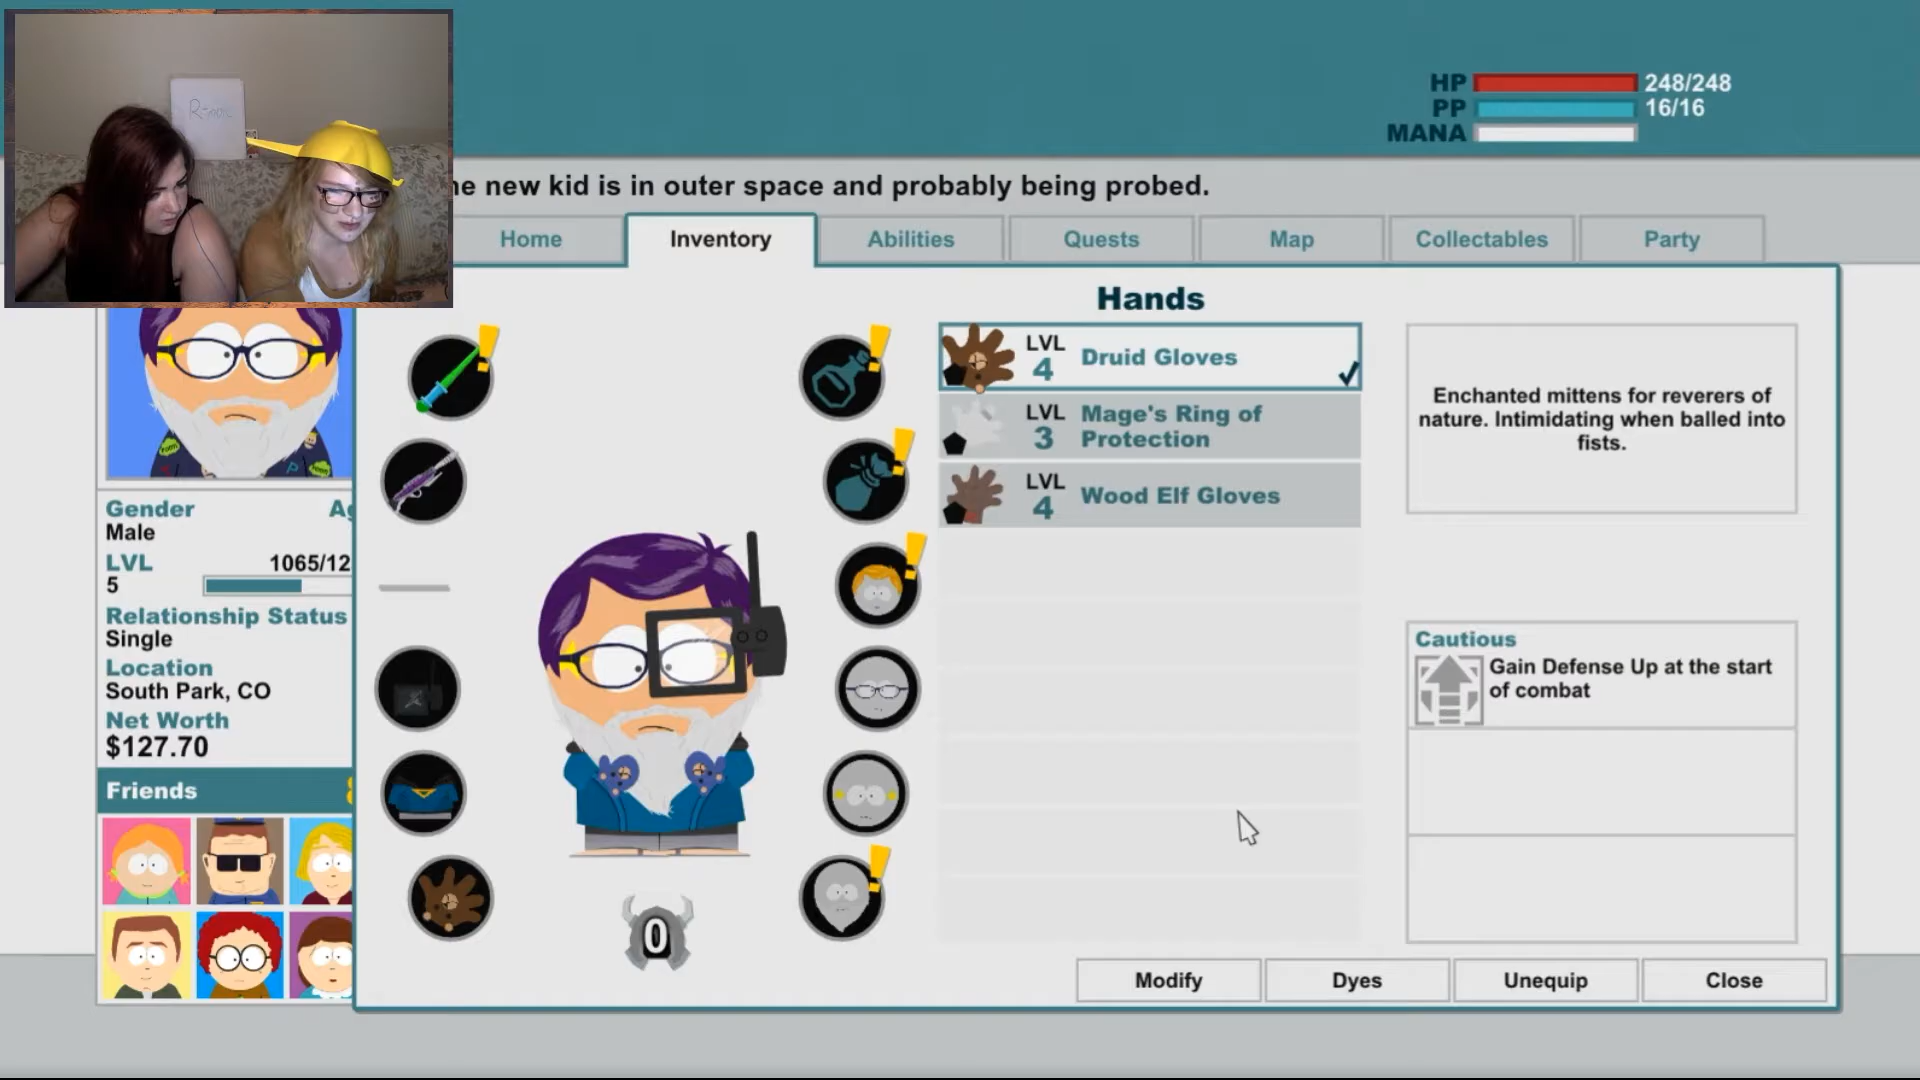 HP 248/248
PP 16/16
MANA
ne new kid is in outer space and probably being probed.
Home Inventory Abilities Quests Map Collectables Party
Hands
LVL 4 Druid Gloves
LVL 3 Mage's Ring of Protection
LVL 4 Wood Elf Gloves
Enchanted mittens for reverers of
nature. Intimidating when balled into
fists.
Cautious
Gain Defense Up at the start
of combat
Gender Ag
Male
LVL 1065/12
5
Relationship Status
Single
Location
South Park, CO
Net Worth
$127.70
Friends
0
Modify Dyes Unequip Close